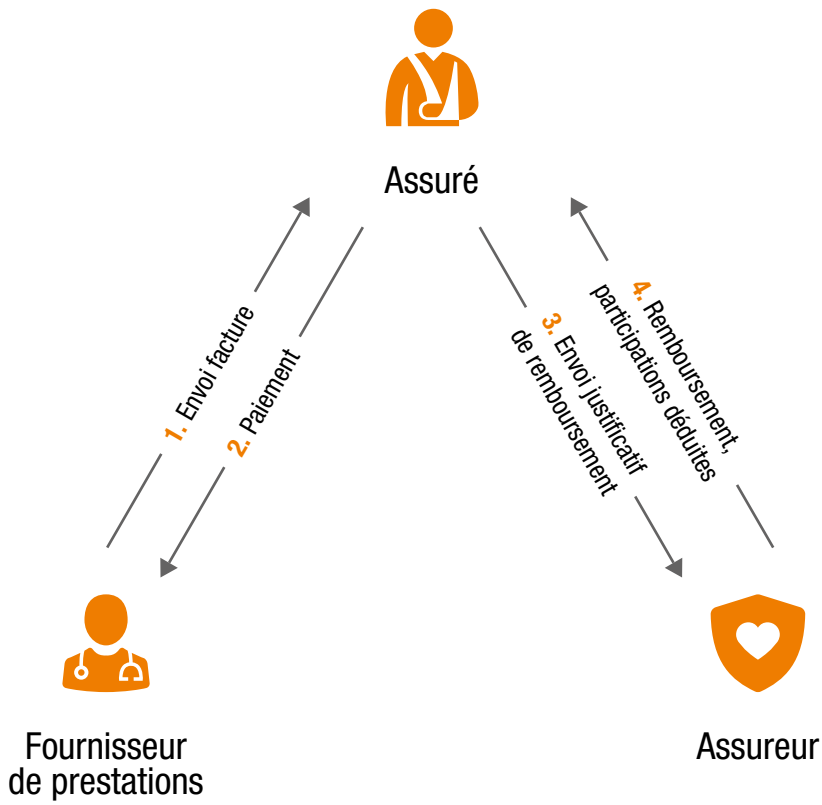 Assuré
1. Envoi facture
2. Paiement
3. Envoi justificatif
de remboursement
4. Remboursement,
participations déduites
Fournisseur
de prestations
Assureur